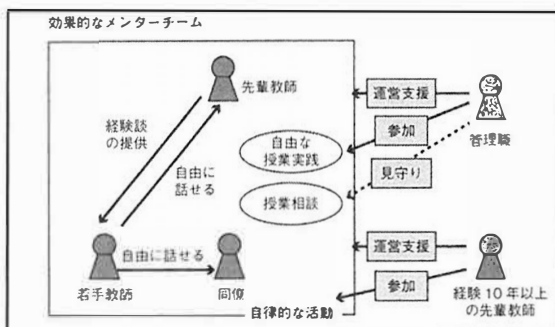 効果的なメンターチーム
先輩教師
経験談
の提供
自由に
話せる
自由な
授業実践
授業相談
若手教師
自由に話せる
同僚
自律的な活動
運営支援
参加
見守り
管理職
運営支援
参加
経験10年以上
の先輩教師